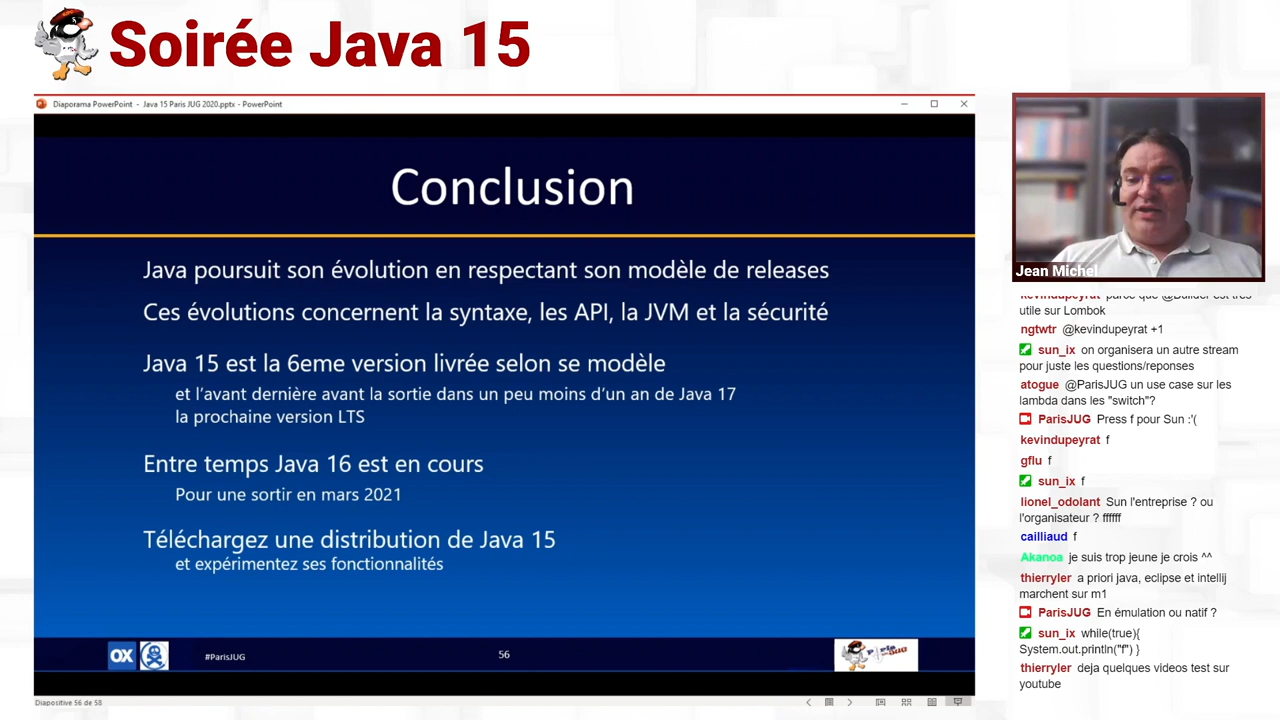 Soirée Java 15
Diaporama PowerPoint - Java 15 Paris JUG 2020.pptx - PowerPoint
Conclusion
Java poursuit son évolution en respectant son modèle de releases
Ces évolutions concernent la syntaxe, les API, la JVM et la sécurité
Java 15 est la 6eme version livrée selon se modèle
et l'avant dernière avant la sortie dans un peu moins d'un an de Java 17
la prochaine version LTS
Entre temps Java 16 est en cours
Pour une sortir en mars 2021
Téléchargez une distribution de Java 15
et expérimentez ses fonctionnalités
OX
#ParisJUG
56
Diapositive 56 de 58
Jean Michel
kevindupeyrat parce que @Builder est très
utile sur Lombok
ngtwtr @kevindupeyrat +1
sun_ix on organisera un autre stream
pour juste les questions/reponses
atogue @ParisJUG un use case sur les
lambda dans les "switch"?
ParisJUG Press f pour Sun :'(
kevindupeyrat f
gflu f
sun_ix f
lionel_odolant Sun l'entreprise ? ou
l'organisateur ? ffffff
cailliaud f
Akanoa je suis trop jeune je crois ^^
thierryler a priori java, eclipse et intellij
marchent sur m1
ParisJUG En émulation ou natif ?
sun_ix while(true){
System.out.println("f") }
thierryler deja quelques videos test sur
youtube